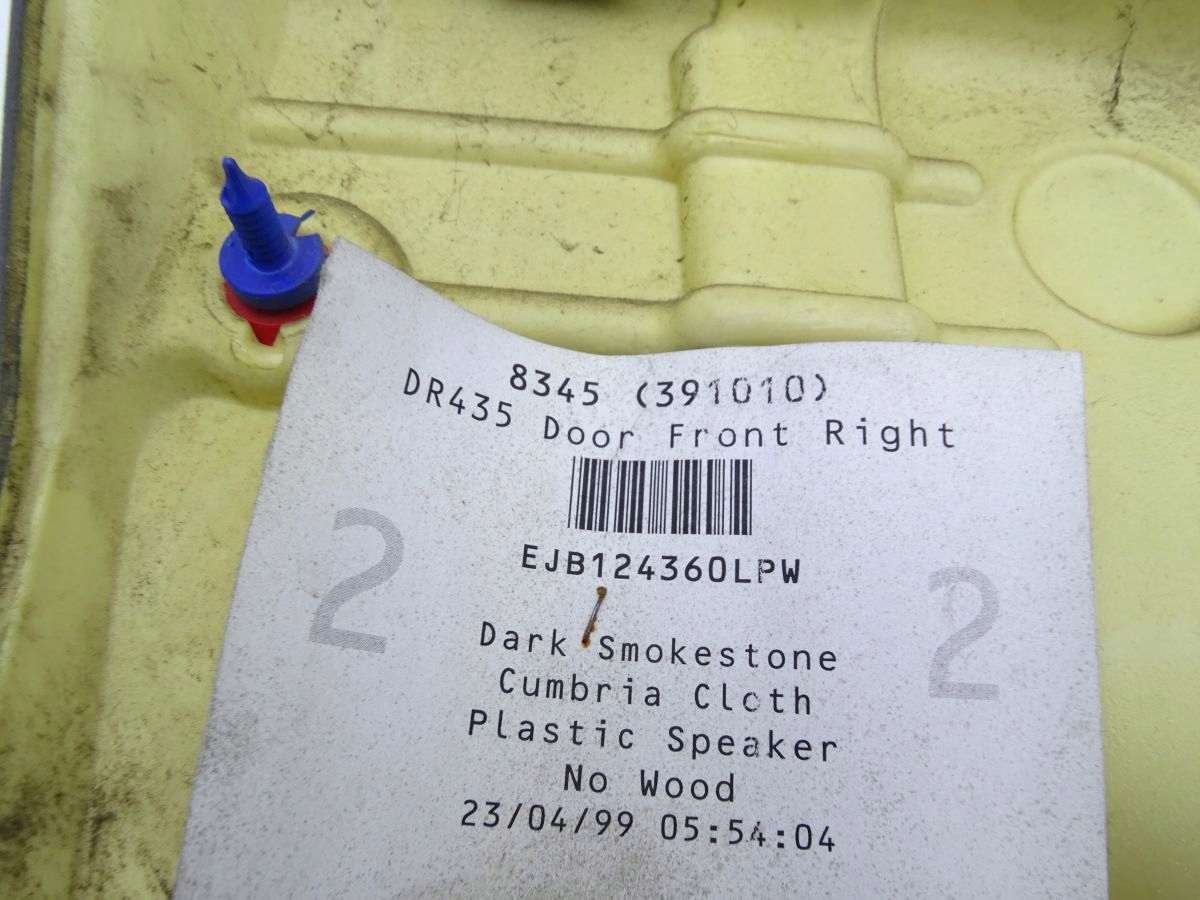 8345 (391010)
DR435 Door Front Right
EJB124360LPW
2
2
Dark Smokestone
Cumbria Cloth
Plastic Speaker
No Wood
23/04/99 05:54:04